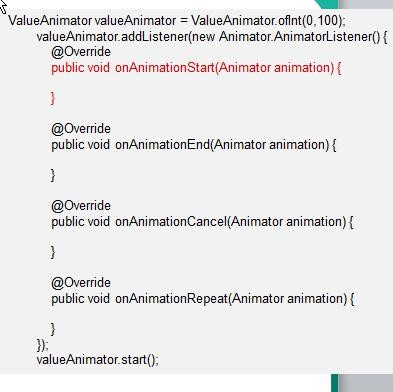 ValueAnimator valueAnimator = ValueAnimator.ofInt(0,100);
valueAnimator.addListener(new Animator.AnimatorListener() {
@Override
public void onAnimationStart(Animator animation) {
}
@Override
public void onAnimationEnd(Animator animation) {
}
@Override
public void onAnimationCancel(Animator animation) {
}
@Override
public void onAnimationRepeat(Animator animation) {
}
});
valueAnimator.start();